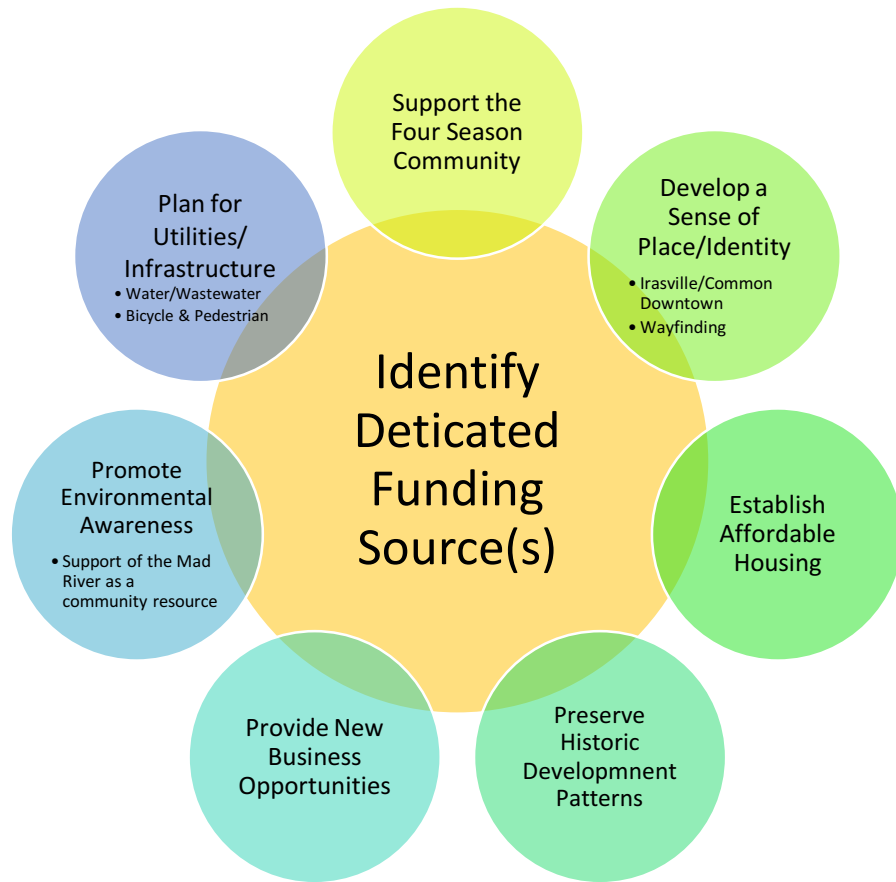 Support the
Four Season
Community
Develop a
Sense of
Place/Identity
• Irasville/Common
Downtown
• Wayfinding
Establish
Affordable
Housing
Preserve
Historic
Developmnent
Patterns
Provide New
Business
Opportunities
Promote
Environmental
Awareness
• Support of the Mad
River as a
community resource
Plan for
Utilities/
Infrastructure
• Water/Wastewater
• Bicycle & Pedestrian
Identify
Deticated
Funding
Source(s)